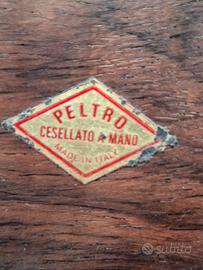 PELTRO
CESELLATO A MANO
MADE IN ITALY
subito